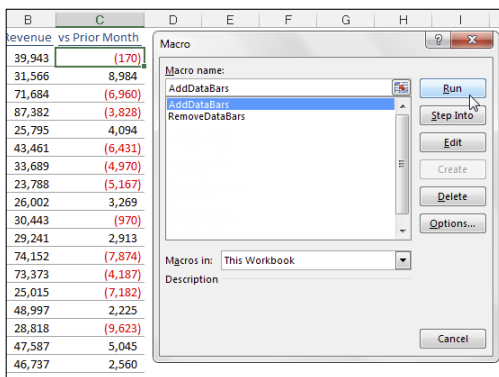 B C D E F G H I
Revenue vs Prior Month
39,943 (170)
31,566 8,984
71,684 (6,960)
87,382 (3,828)
25,795 4,094
43,461 (6,431)
33,689 (4,970)
23,788 (5,167)
26,002 3,269
30,443 (970)
29,241 2,913
74,152 (7,874)
73,373 (4,187)
25,015 (7,182)
48,997 2,225
28,818 (9,623)
47,587 5,045
46,737 2,560
Macro
Macro name:
AddDataBars
AddDataBars
RemoveDataBars
Run
Step Into
Edit
Create
Delete
Options...
Macros in: This Workbook
Description
Cancel